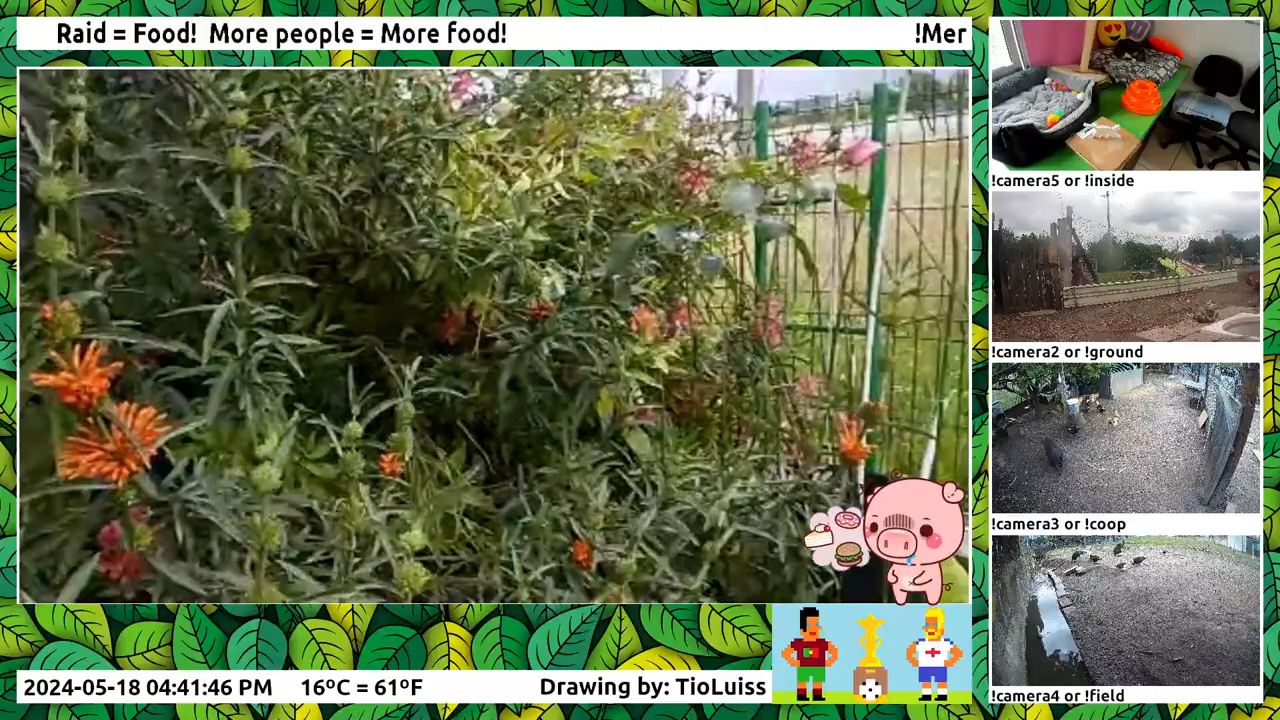 Raid = Food!  More people = More food!
!Mer
!camera5 or !inside
!camera2 or !ground
!camera3 or !coop
!camera4 or !field
2024-05-18 04:41:46 PM
16ºC = 61ºF
Drawing by: TioLuiss